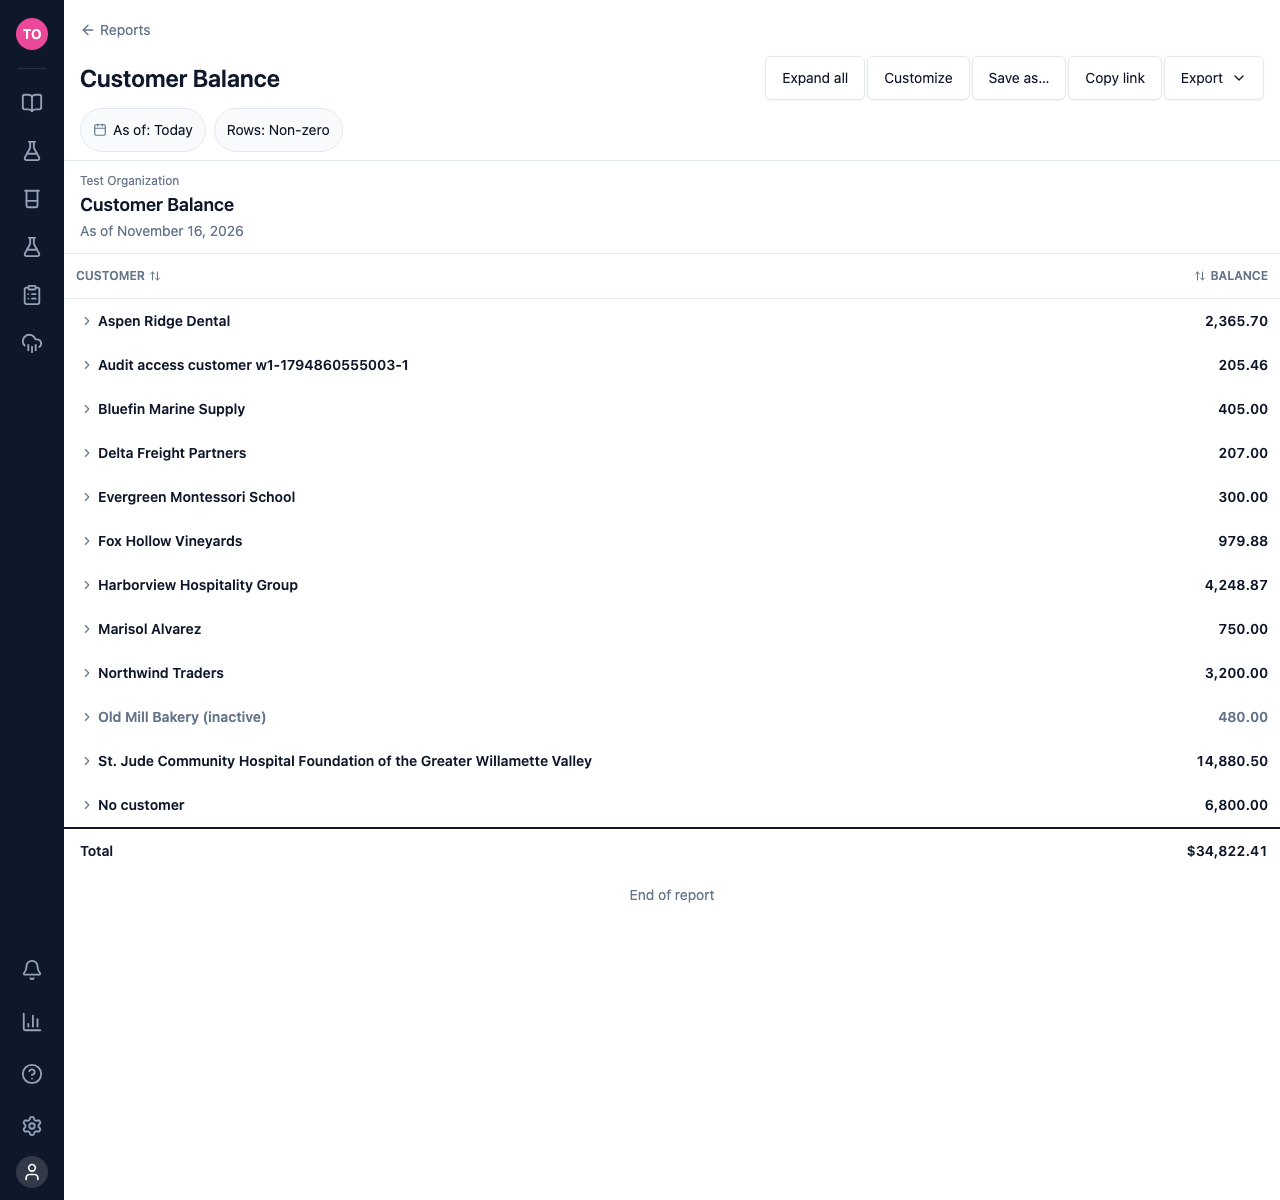 TO
Reports
Customer Balance
Expand all
Customize
Save as...
Copy link
Export
As of: Today
Rows: Non-zero
Test Organization
Customer Balance
As of November 16, 2026
CUSTOMER BALANCE
Aspen Ridge Dental 2,365.70
Audit access customer w1-1794860555003-1 205.46
Bluefin Marine Supply 405.00
Delta Freight Partners 207.00
Evergreen Montessori School 300.00
Fox Hollow Vineyards 979.88
Harborview Hospitality Group 4,248.87
Marisol Alvarez 750.00
Northwind Traders 3,200.00
Old Mill Bakery (inactive) 480.00
St. Jude Community Hospital Foundation of the Greater Willamette Valley 14,880.50
No customer 6,800.00
Total $34,822.41
End of report